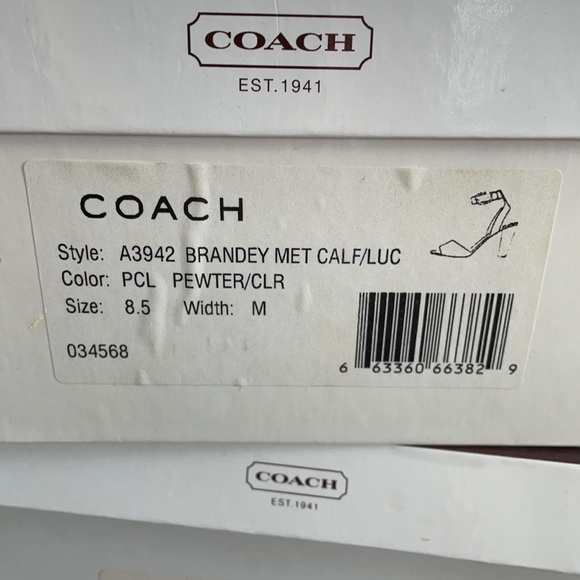 COACH
EST.1941
COACH
Style: A3942 BRANDEY MET CALF/LUC
Color: PCL PEWTER/CLR
Size: 8.5 Width: M
034568
6 63360 66382 9
COACH
EST.1941